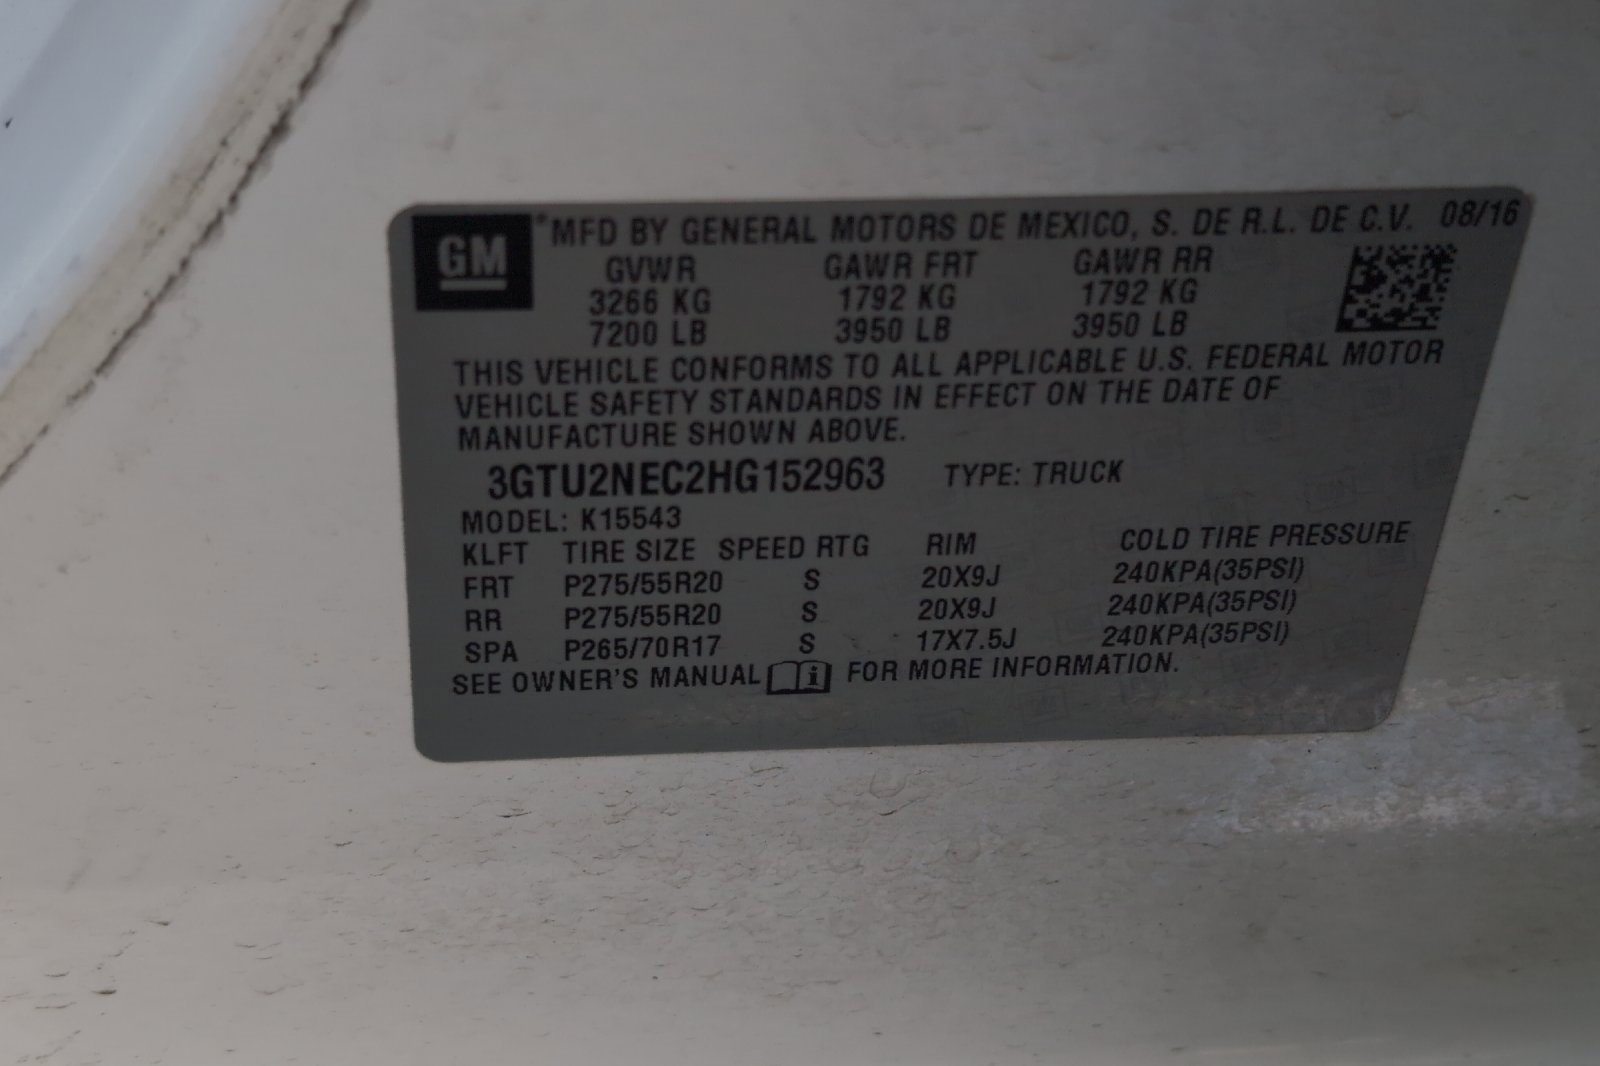 GM *MFD BY GENERAL MOTORS DE MEXICO, S. DE R.L. DE C.V. 08/16
GVWR GAWR FRT GAWR RR
3266 KG 1792 KG 1792 KG
7200 LB 3950 LB 3950 LB
THIS VEHICLE CONFORMS TO ALL APPLICABLE U.S. FEDERAL MOTOR
VEHICLE SAFETY STANDARDS IN EFFECT ON THE DATE OF
MANUFACTURE SHOWN ABOVE.
3GTU2NEC2HG152963 TYPE: TRUCK
MODEL: K15543
KLFT TIRE SIZE SPEED RTG RIM COLD TIRE PRESSURE
FRT P275/55R20 S 20X9J 240KPA(35PSI)
RR P275/55R20 S 20X9J 240KPA(35PSI)
SPA P265/70R17 S 17X7.5J 240KPA(35PSI)
SEE OWNER'S MANUAL i FOR MORE INFORMATION.